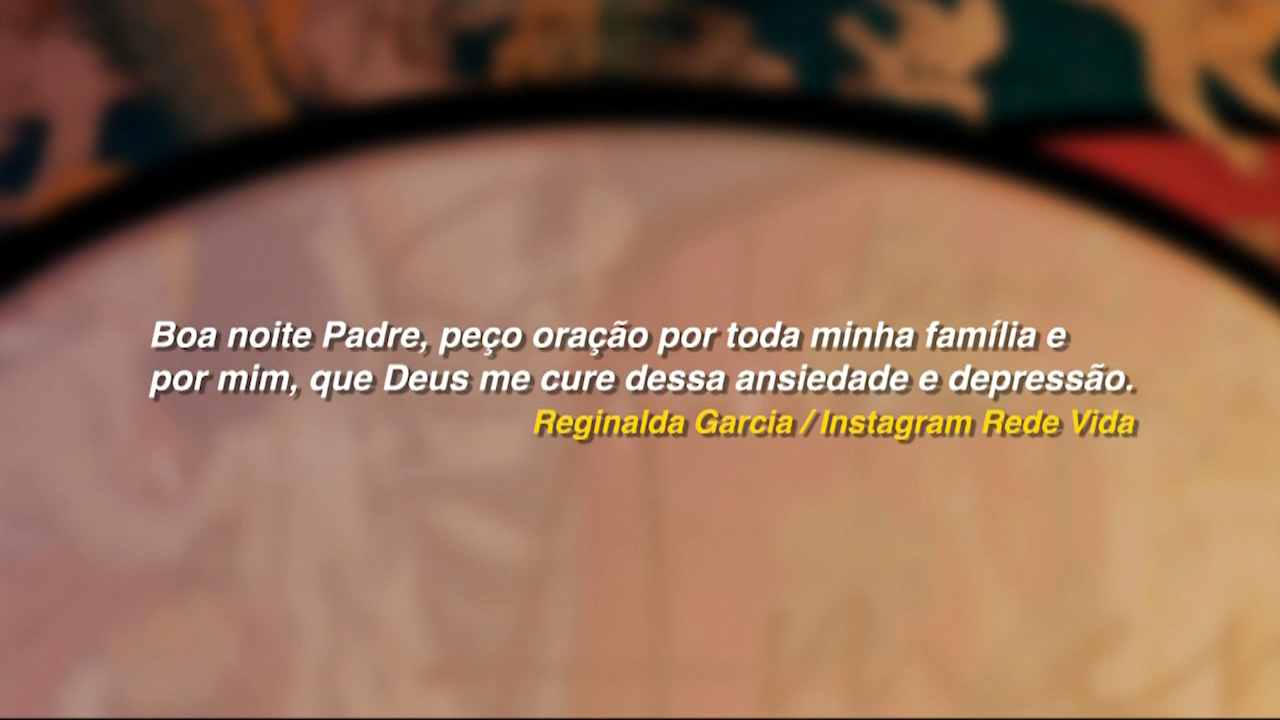 Boa noite Padre, peço oração por toda minha família e
por mim, que Deus me cure dessa ansiedade e depressão.
Reginalda Garcia / Instagram Rede Vida